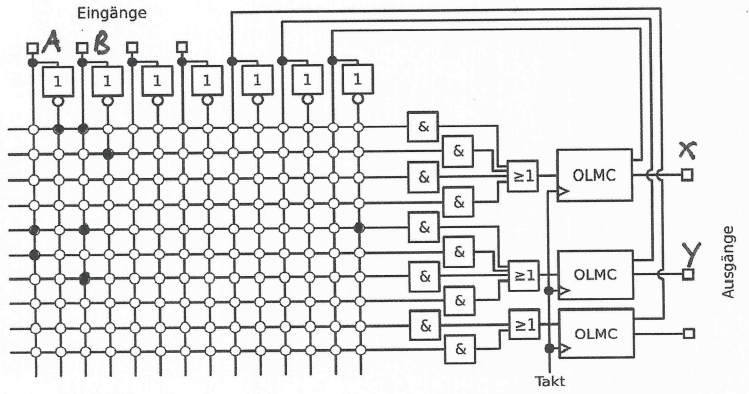 Eingänge
A B
1 1 1 1 1 1 1
&
&
X
& ≥1 OLMC
&
&
& Y
& ≥1 OLMC
&
& ≥1 OLMC
&
Takt
Ausgänge